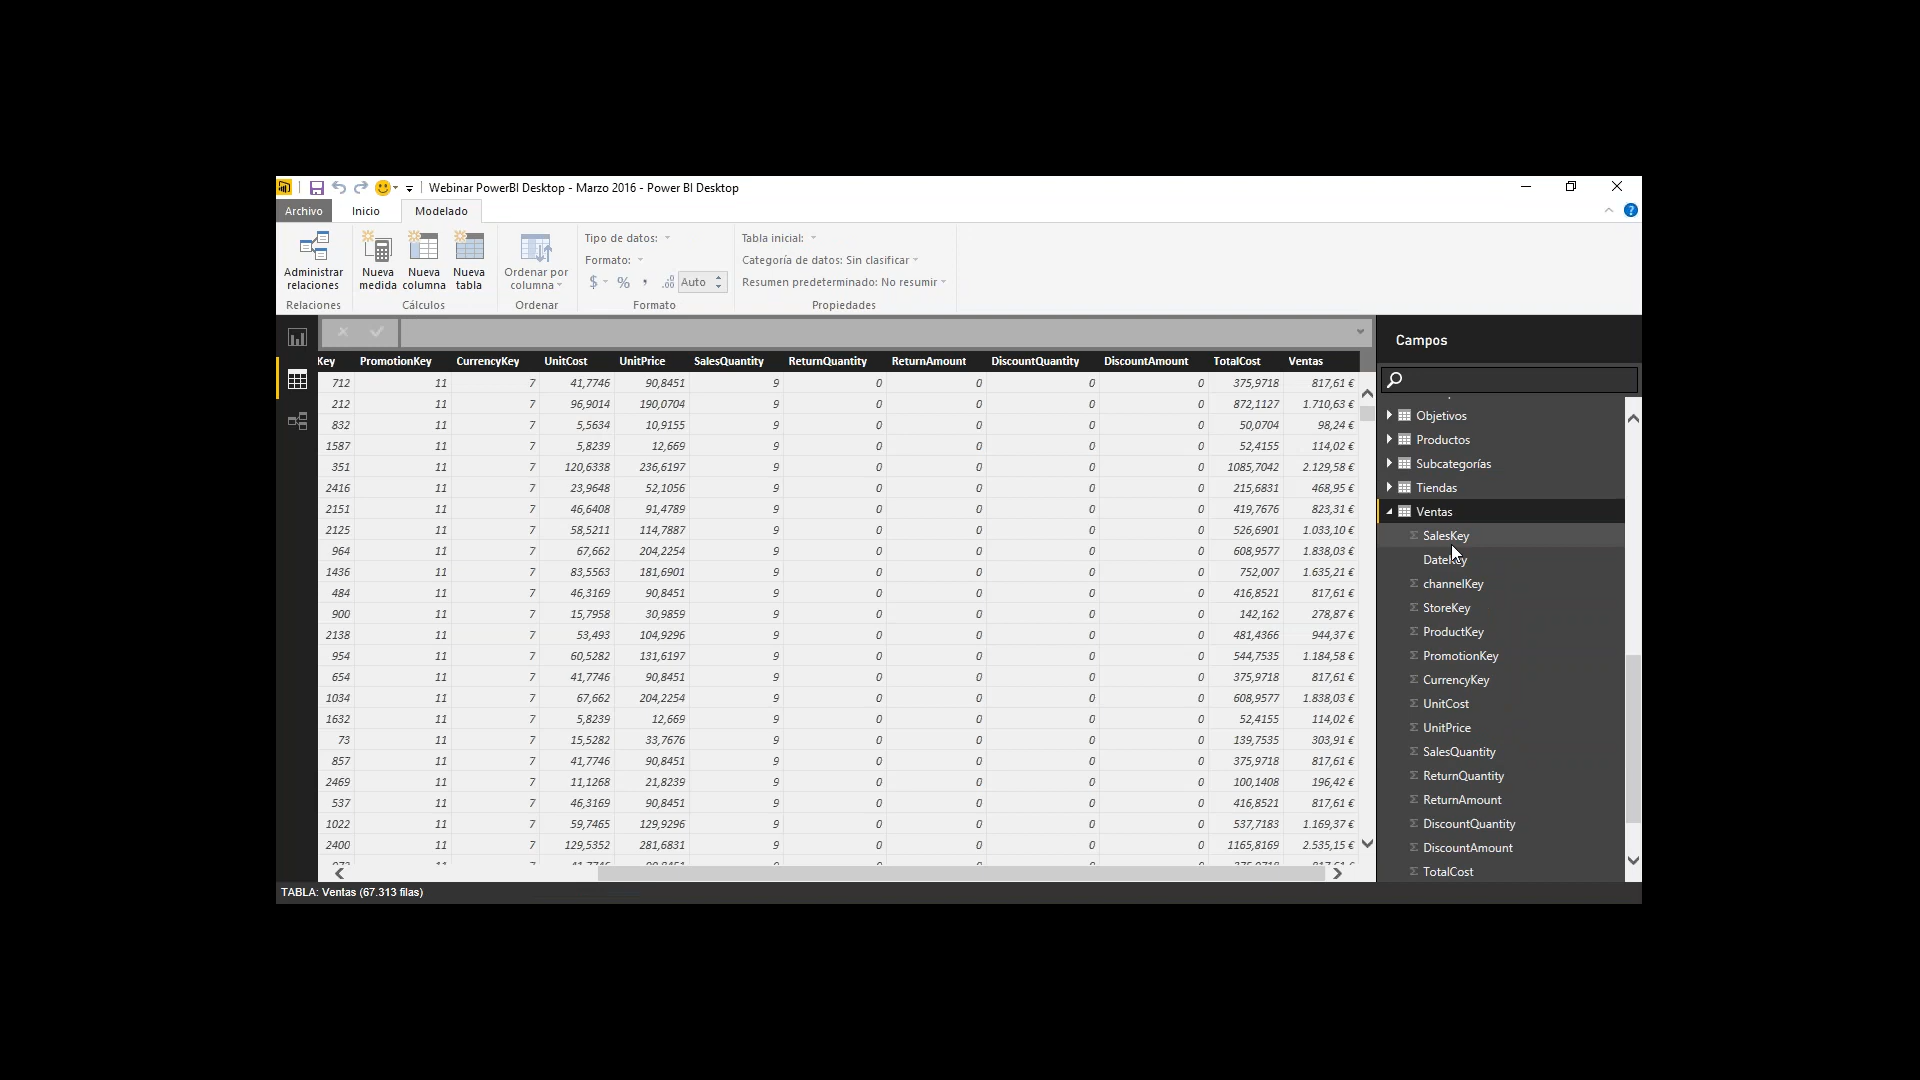 Webinar PowerBI Desktop - Marzo 2016 - Power BI Desktop
Archivo Inicio Modelado
Administrar relaciones
Nueva medida
Nueva columna
Nueva tabla
Ordenar por columna
Tipo de datos:
Formato:
$ % , .00 Auto
Tabla inicial:
Categoría de datos: Sin clasificar
Resumen predeterminado: No resumir
Relaciones Cálculos Ordenar Formato Propiedades
Key PromotionKey CurrencyKey UnitCost UnitPrice SalesQuantity ReturnQuantity ReturnAmount DiscountQuantity DiscountAmount TotalCost Ventas
712 11 7 41,7746 90,8451 9 0 0 0 0 375,9718 817,61 €
212 11 7 96,9014 190,0704 9 0 0 0 0 872,1127 1.710,63 €
832 11 7 5,5634 10,9155 9 0 0 0 0 50,0704 98,24 €
1587 11 7 5,8239 12,669 9 0 0 0 0 52,4155 114,02 €
351 11 7 120,6338 236,6197 9 0 0 0 0 1085,7042 2.129,58 €
2416 11 7 23,9648 52,1056 9 0 0 0 0 215,6831 468,95 €
2151 11 7 46,6408 91,4789 9 0 0 0 0 419,7676 823,31 €
2125 11 7 58,5211 114,7887 9 0 0 0 0 526,6901 1.033,10 €
964 11 7 67,662 204,2254 9 0 0 0 0 608,9577 1.838,03 €
1436 11 7 83,5563 181,6901 9 0 0 0 0 752,007 1.635,21 €
484 11 7 46,3169 90,8451 9 0 0 0 0 416,8521 817,61 €
900 11 7 15,7958 30,9859 9 0 0 0 0 142,162 278,87 €
2138 11 7 53,493 104,9296 9 0 0 0 0 481,4366 944,37 €
954 11 7 60,5282 131,6197 9 0 0 0 0 544,7535 1.184,58 €
654 11 7 41,7746 90,8451 9 0 0 0 0 375,9718 817,61 €
1034 11 7 67,662 204,2254 9 0 0 0 0 608,9577 1.838,03 €
1632 11 7 5,8239 12,669 9 0 0 0 0 52,4155 114,02 €
73 11 7 15,5282 33,7676 9 0 0 0 0 139,7535 303,91 €
857 11 7 41,7746 90,8451 9 0 0 0 0 375,9718 817,61 €
2469 11 7 11,1268 21,8239 9 0 0 0 0 100,1408 196,42 €
537 11 7 46,3169 90,8451 9 0 0 0 0 416,8521 817,61 €
1022 11 7 59,7465 129,9296 9 0 0 0 0 537,7183 1.169,37 €
2400 11 7 129,5352 281,6831 9 0 0 0 0 1165,8169 2.535,15 €
Campos
Objetivos
Productos
Subcategorías
Tiendas
Ventas
SalesKey
DateKey
channelKey
StoreKey
ProductKey
PromotionKey
CurrencyKey
UnitCost
UnitPrice
SalesQuantity
ReturnQuantity
ReturnAmount
DiscountQuantity
DiscountAmount
TotalCost
TABLA: Ventas (67.313 filas)